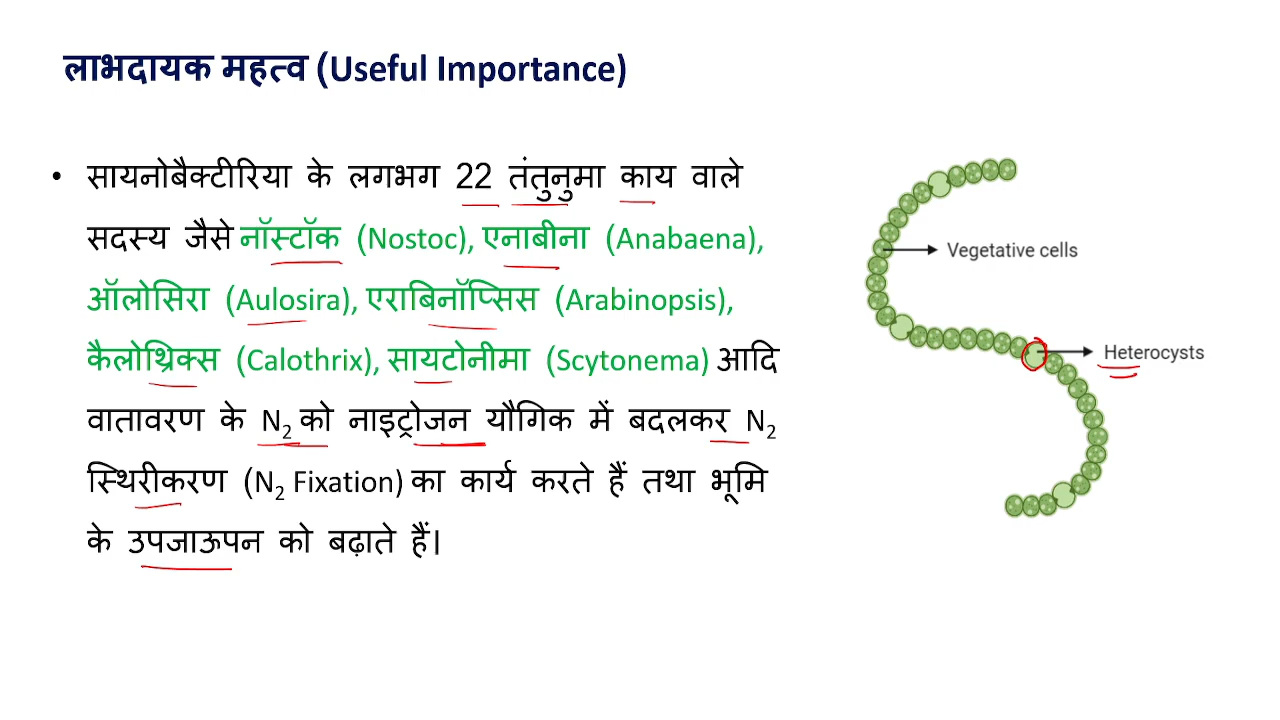 लाभदायक महत्व (Useful Importance)
• सायनोबैक्टीरिया के लगभग 22 तंतुनुमा काय वाले
सदस्य जैसे नॉस्टॉक (Nostoc), एनाबीना (Anabaena),
ऑलोसिरा (Aulosira), एराबिनॉप्सिस (Arabinopsis),
कैलोथ्रिक्स (Calothrix), सायटोनीमा (Scytonema) आदि
वातावरण के N₂ को नाइट्रोजन यौगिक में बदलकर N₂
स्थिरीकरण (N₂ Fixation) का कार्य करते हैं तथा भूमि
के उपजाऊपन को बढ़ाते हैं।
Vegetative cells
Heterocysts